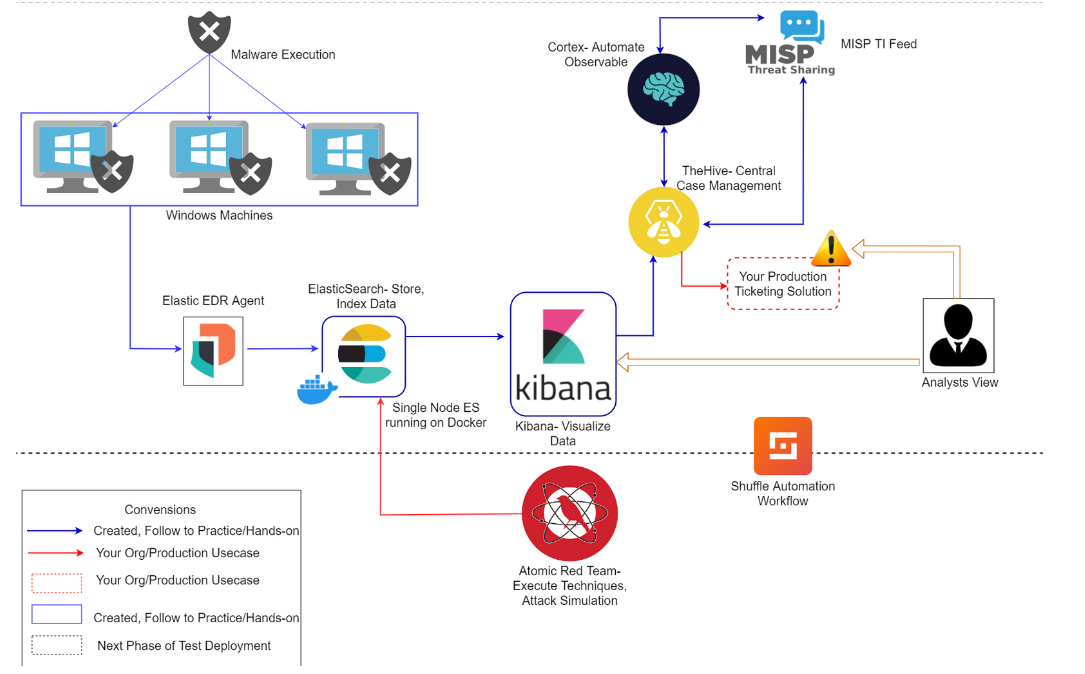 Malware Execution
Windows Machines
Cortex- Automate
Observable
MISP
Threat Sharing
MISP TI Feed
TheHive- Central
Case Management
Your Production
Ticketing Solution
Elastic EDR Agent
ElasticSearch- Store,
Index Data
Single Node ES
running on Docker
kibana
Kibana- Visualize
Data
Analysts View
Shuffle Automation
Workflow
Atomic Red Team-
Execute Techniques,
Attack Simulation
Convensions
Created, Follow to Practice/Hands-on
Your Org/Production Usecase
Your Org/Production Usecase
Created, Follow to Practice/Hands-on
Next Phase of Test Deployment